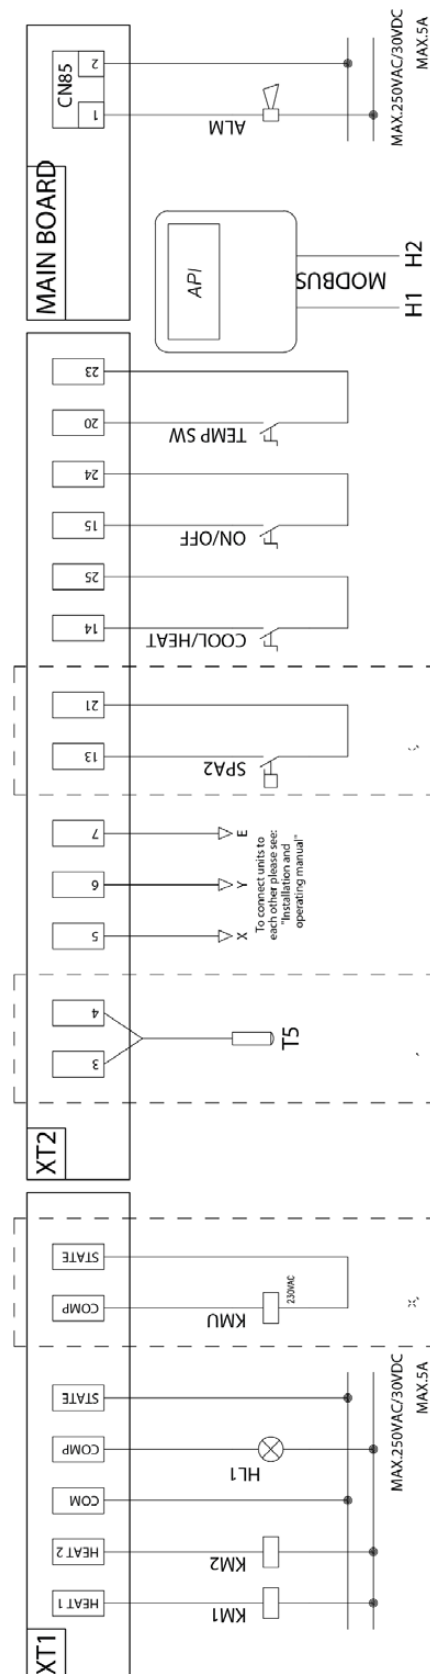 MAIN BOARD
CN85
2
1
ALM
MAX.250VAC/30VDC
MAX.5A
API
MODBUS
H2
H1
23
20
TEMP SW
24
15
ON/OFF
25
14
COOL/HEAT
21
13
SPA2
7
E
6
Y
5
X
To connect units to
each other please see:
"Installation and
operating manual"
4
3
T5
XT2
STATE
COMP
KMU
230VAC
STATE
COMP
HL1
COM
HEAT 2
KM2
HEAT 1
KM1
MAX.250VAC/30VDC
MAX.5A
XT1